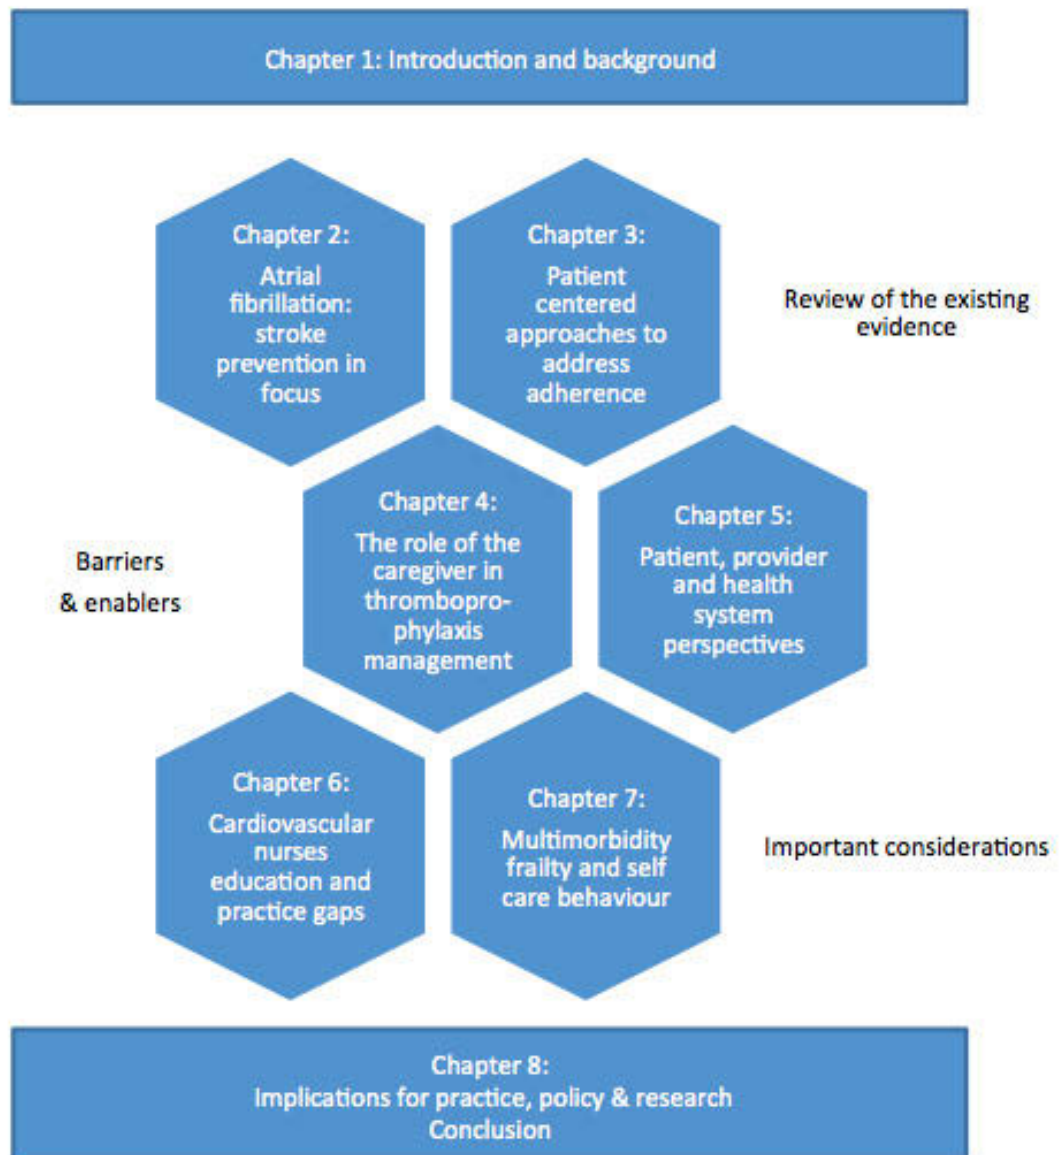 Chapter 1: Introduction and background
Chapter 2:
Atrial
fibrillation:
stroke
prevention in
focus
Chapter 3:
Patient
centered
approaches to
address
adherence
Review of the existing
evidence
Barriers
& enablers
Chapter 4:
The role of the
caregiver in
thrombopro-
phylaxis
management
Chapter 5:
Patient, provider
and health
system
perspectives
Chapter 6:
Cardiovascular
nurses
education and
practice gaps
Chapter 7:
Multimorbidity
frailty and self
care behaviour
Important considerations
Chapter 8:
Implications for practice, policy & research
Conclusion